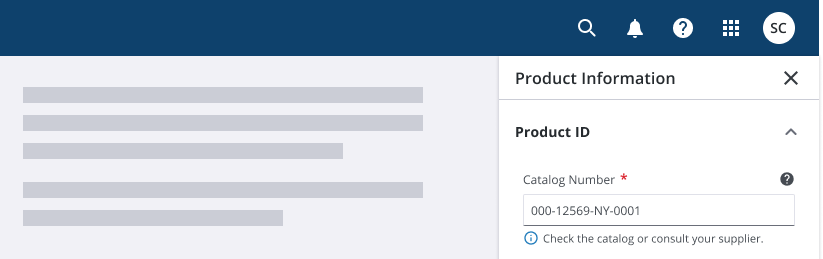 SC
Product Information
Product ID
Catalog Number *
000-12569-NY-0001
Check the catalog or consult your supplier.